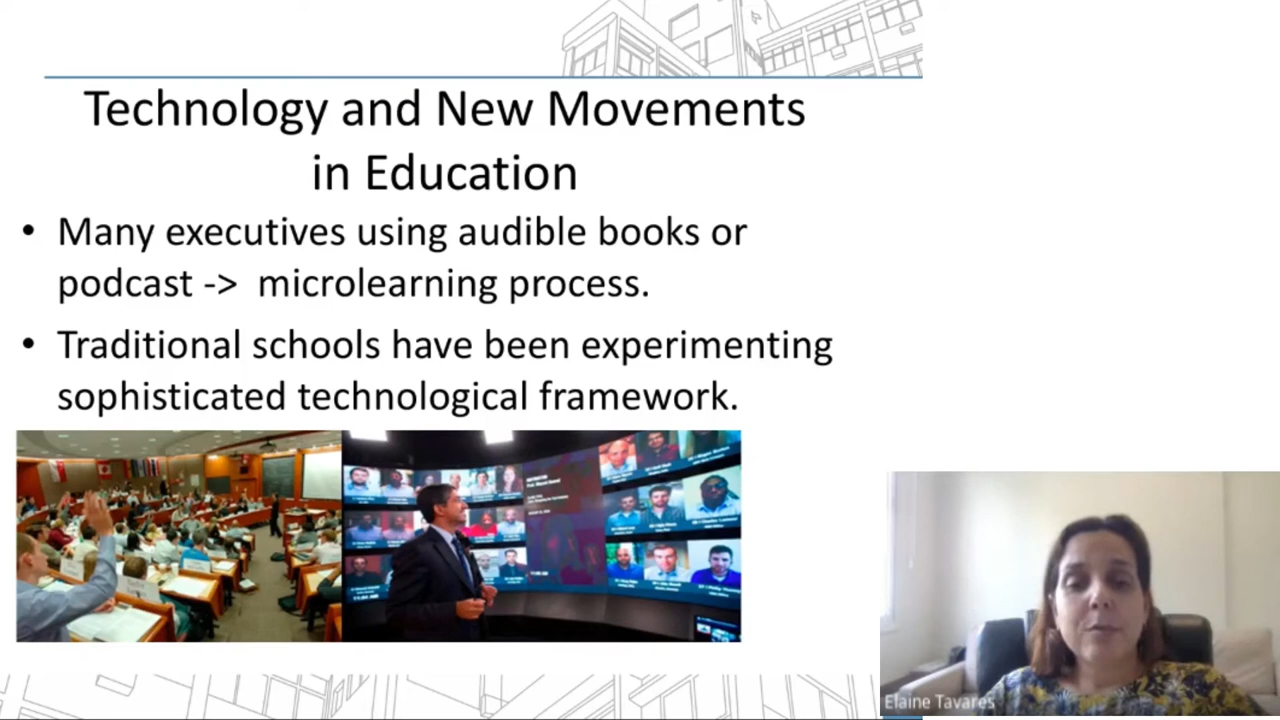 Technology and New Movements
in Education
• Many executives using audible books or
podcast -> microlearning process.
• Traditional schools have been experimenting
sophisticated technological framework.
Elaine Tavares